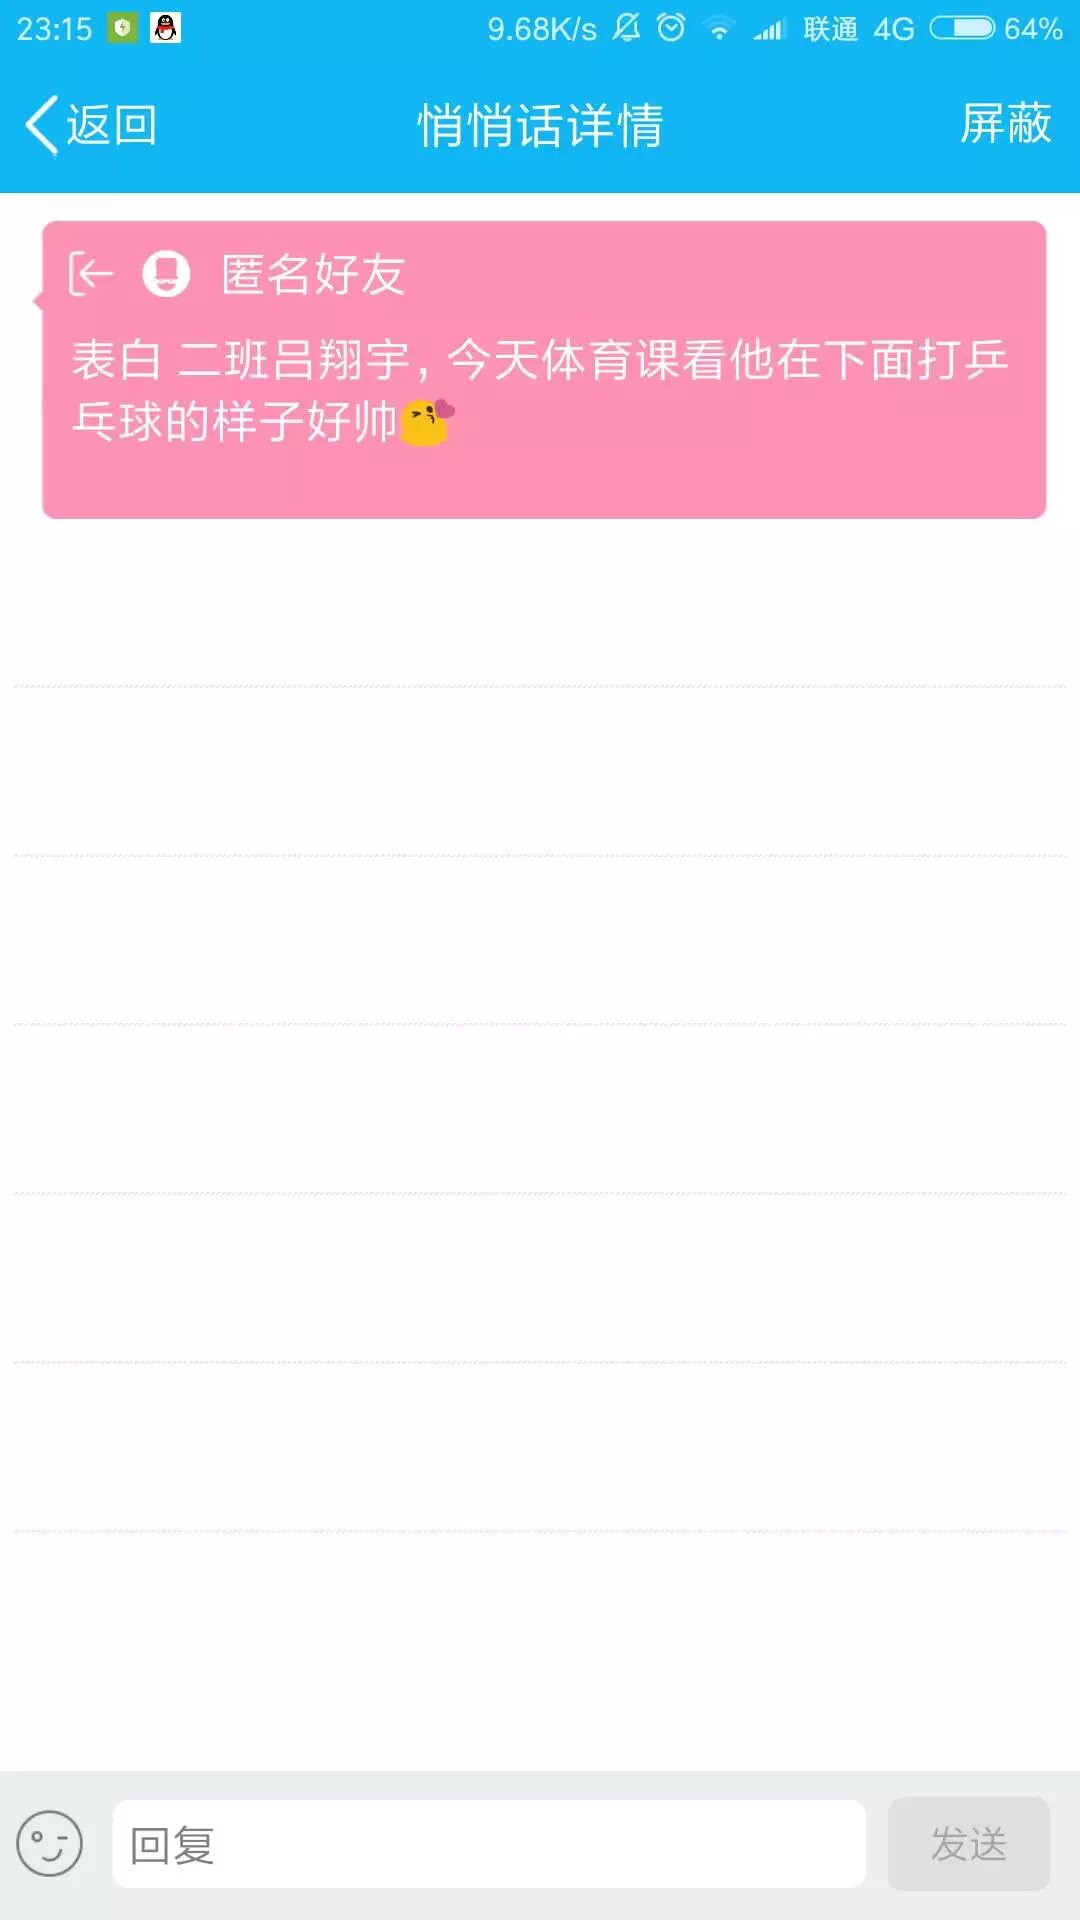 23:15 9.68K/s 联通 4G 64%
返回 悄悄话详情 屏蔽
匿名好友
表白 二班吕翔宇，今天体育课看他在下面打乒
乓球的样子好帅😘
回复 发送